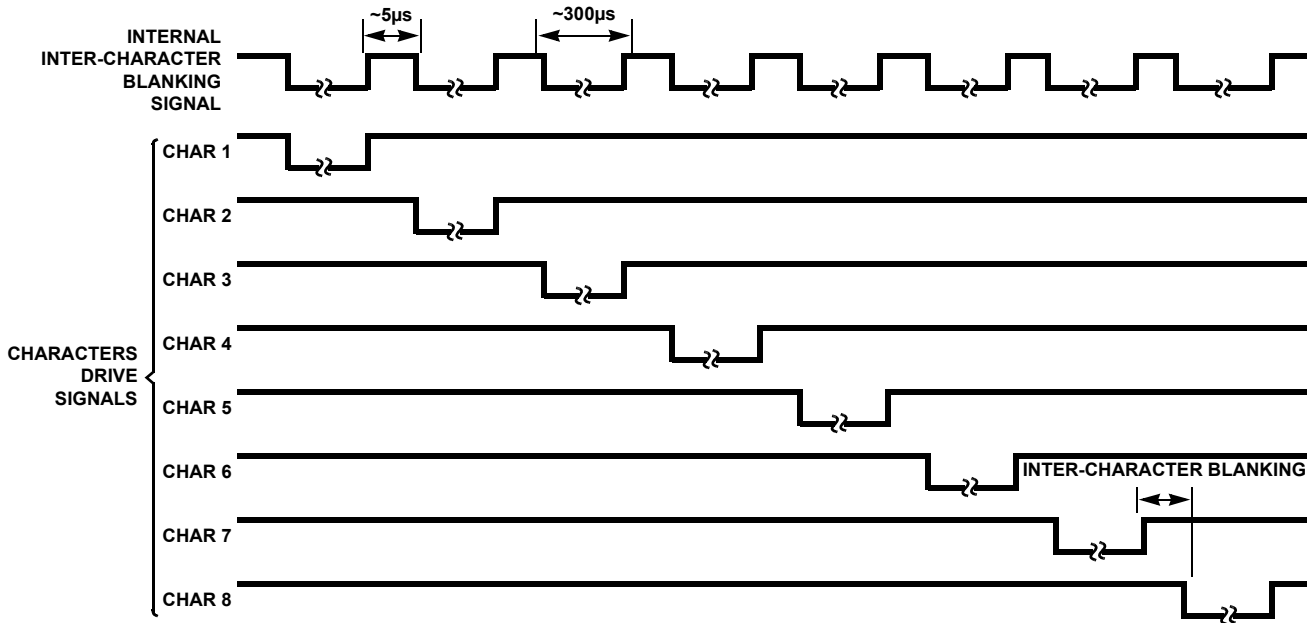 ~5µs
~300µs
INTERNAL
INTER-CHARACTER
BLANKING
SIGNAL
CHAR 1
CHAR 2
CHAR 3
CHAR 4
CHARACTERS
DRIVE
SIGNALS
CHAR 5
CHAR 6
INTER-CHARACTER BLANKING
CHAR 7
CHAR 8